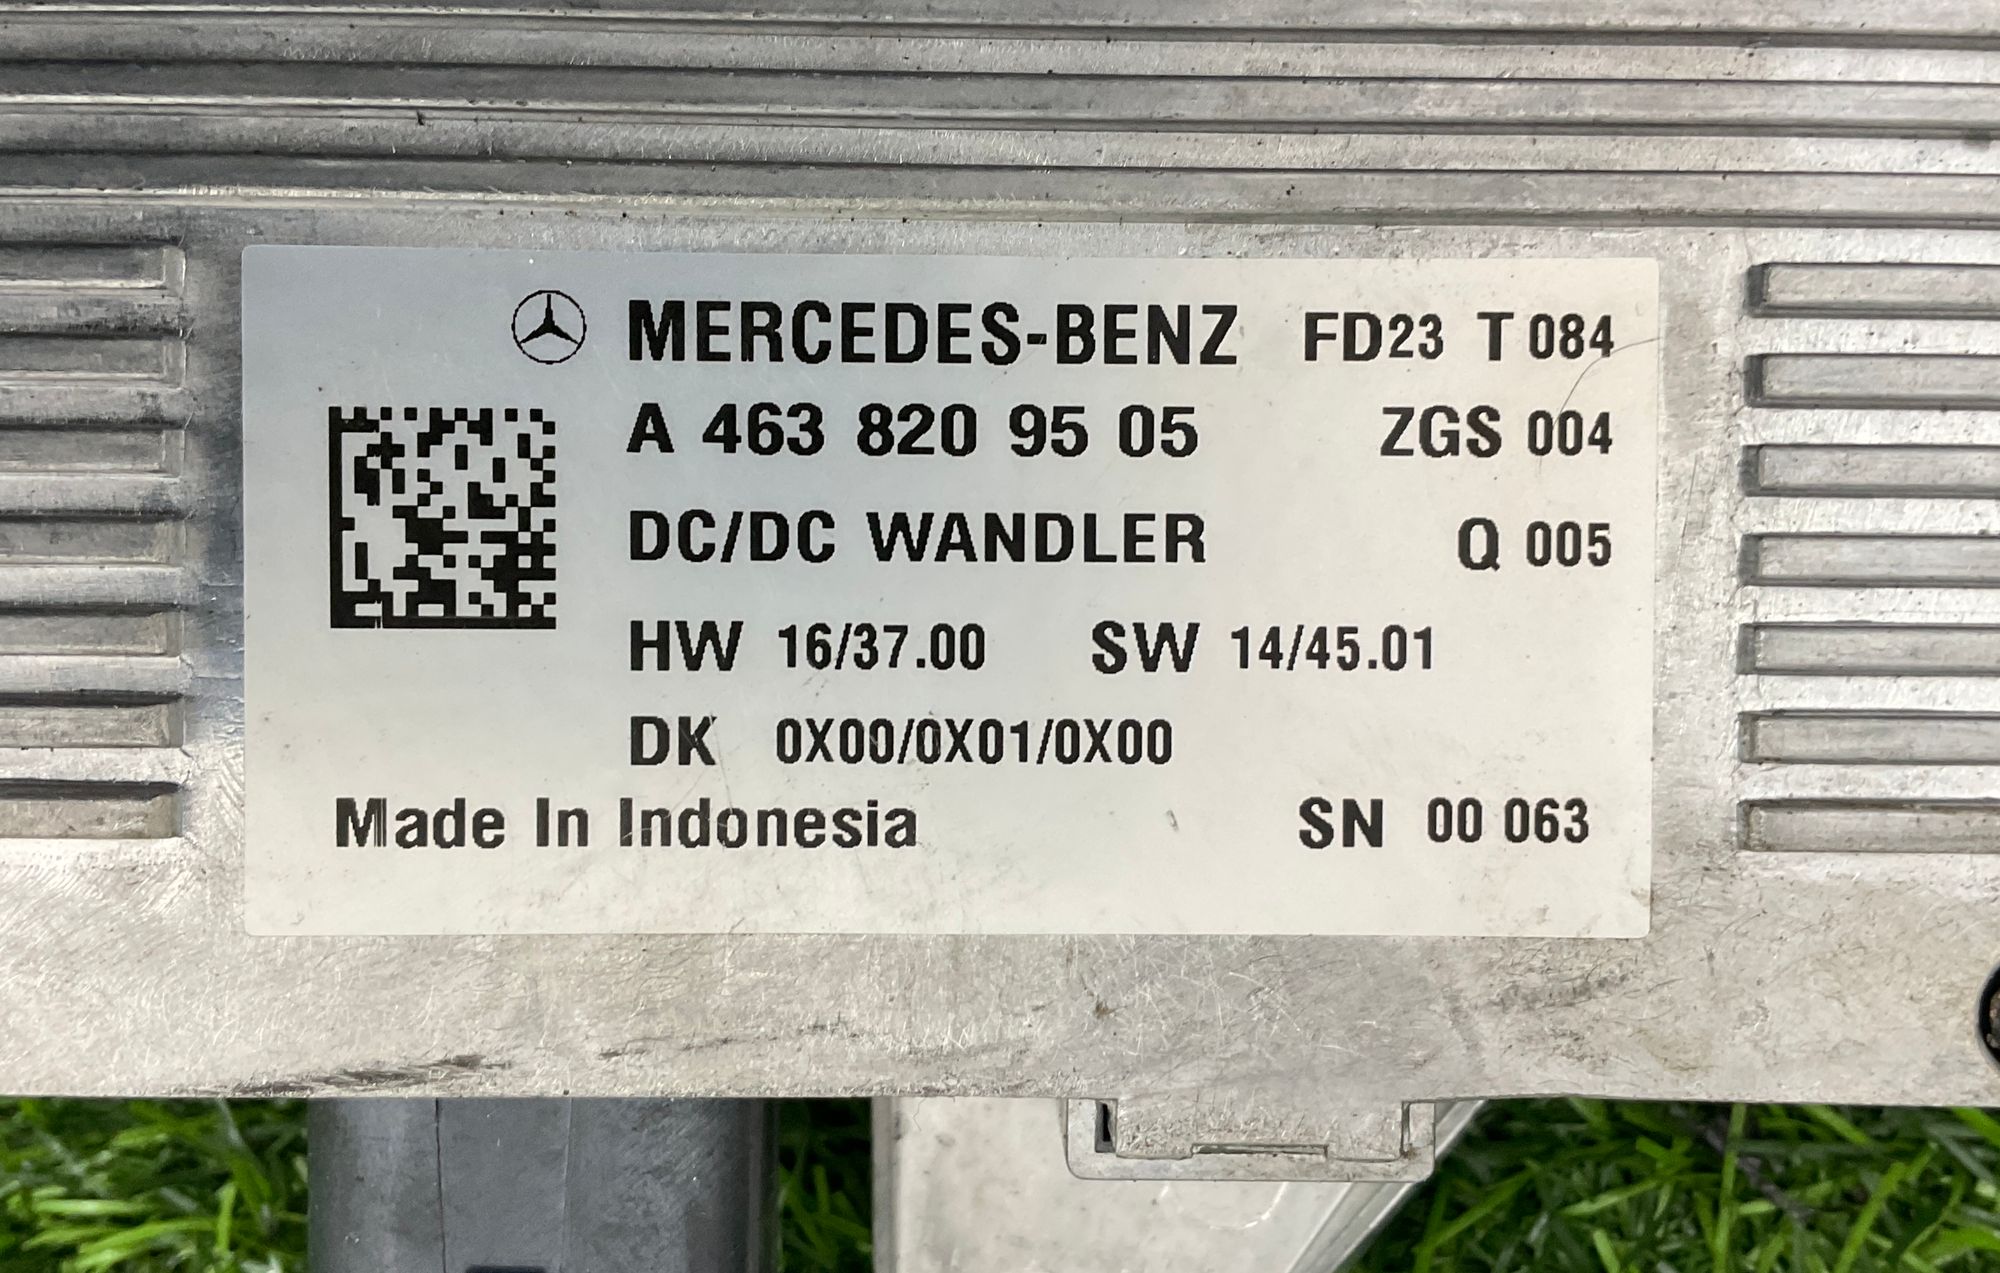 MERCEDES-BENZ FD23 T 084
A 463 820 95 05 ZGS 004
DC/DC WANDLER Q 005
HW 16/37.00 SW 14/45.01
DK 0X00/0X01/0X00
Made In Indonesia SN 00 063